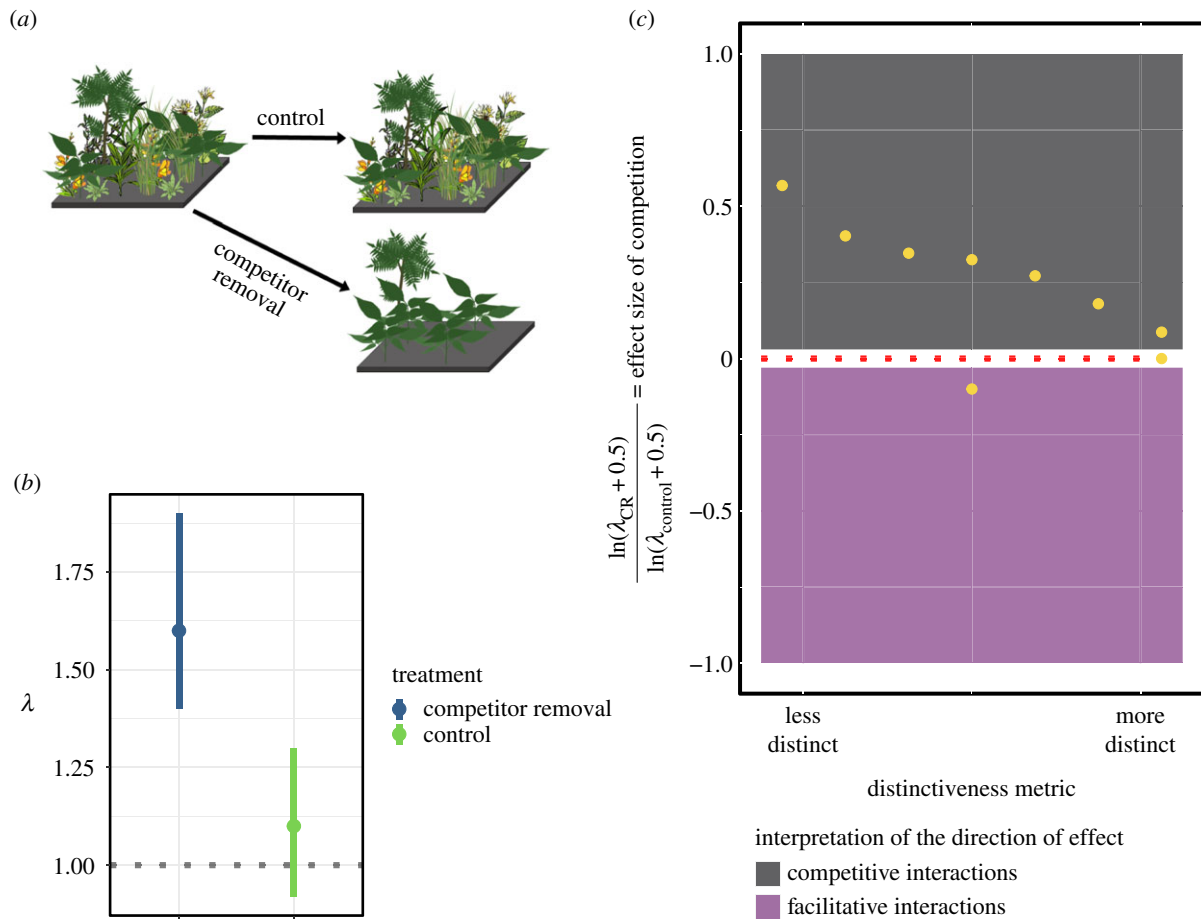 (a)
control
competitor
removal
(b)
λ
1.75
1.50
1.25
1.00
treatment
competitor removal
control
(c)
ln(λCR + 0.5)
ln(λcontrol + 0.5)
= effect size of competition
1.0
0.5
0
−0.5
−1.0
less
distinct
more
distinct
distinctiveness metric
interpretation of the direction of effect
competitive interactions
facilitative interactions